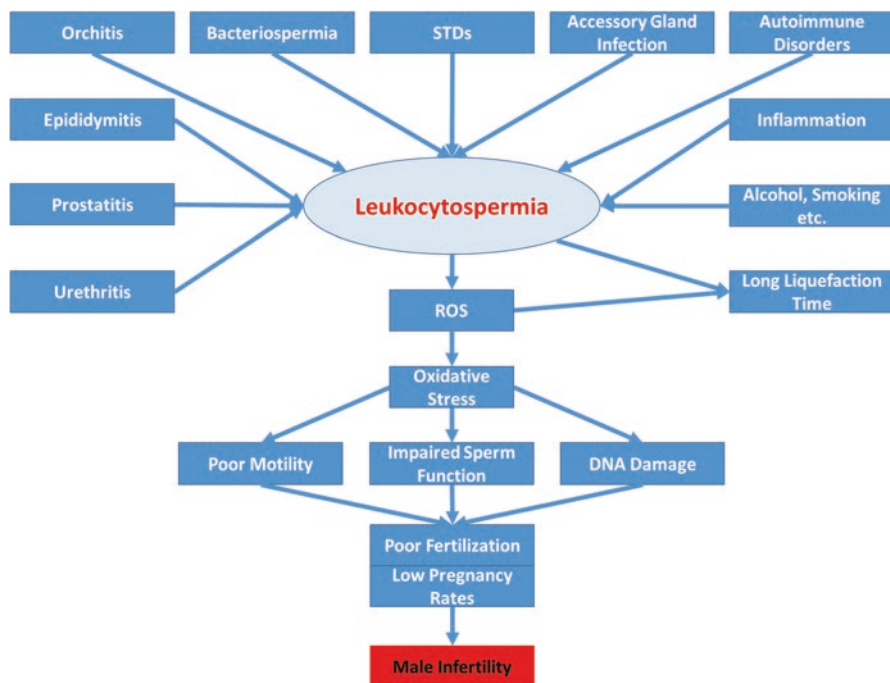 Orchitis
Bacteriospermia
STDs
Accessory Gland
Infection
Autoimmune
Disorders
Epididymitis
Inflammation
Leukocytospermia
Prostatitis
Alcohol, Smoking
etc.
Urethritis
Long Liquefaction
Time
ROS
Oxidative
Stress
Poor Motility
Impaired Sperm
Function
DNA Damage
Poor Fertilization
Low Pregnancy
Rates
Male Infertility